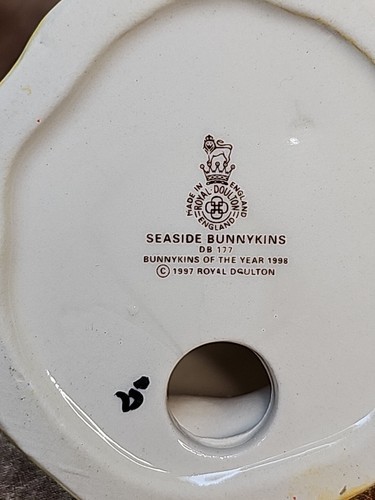 MADE IN ENGLAND
ROYAL DOULTON
ENGLAND
SEASIDE BUNNYKINS
DB 177
BUNNYKINS OF THE YEAR 1998
© 1997 ROYAL DOULTON